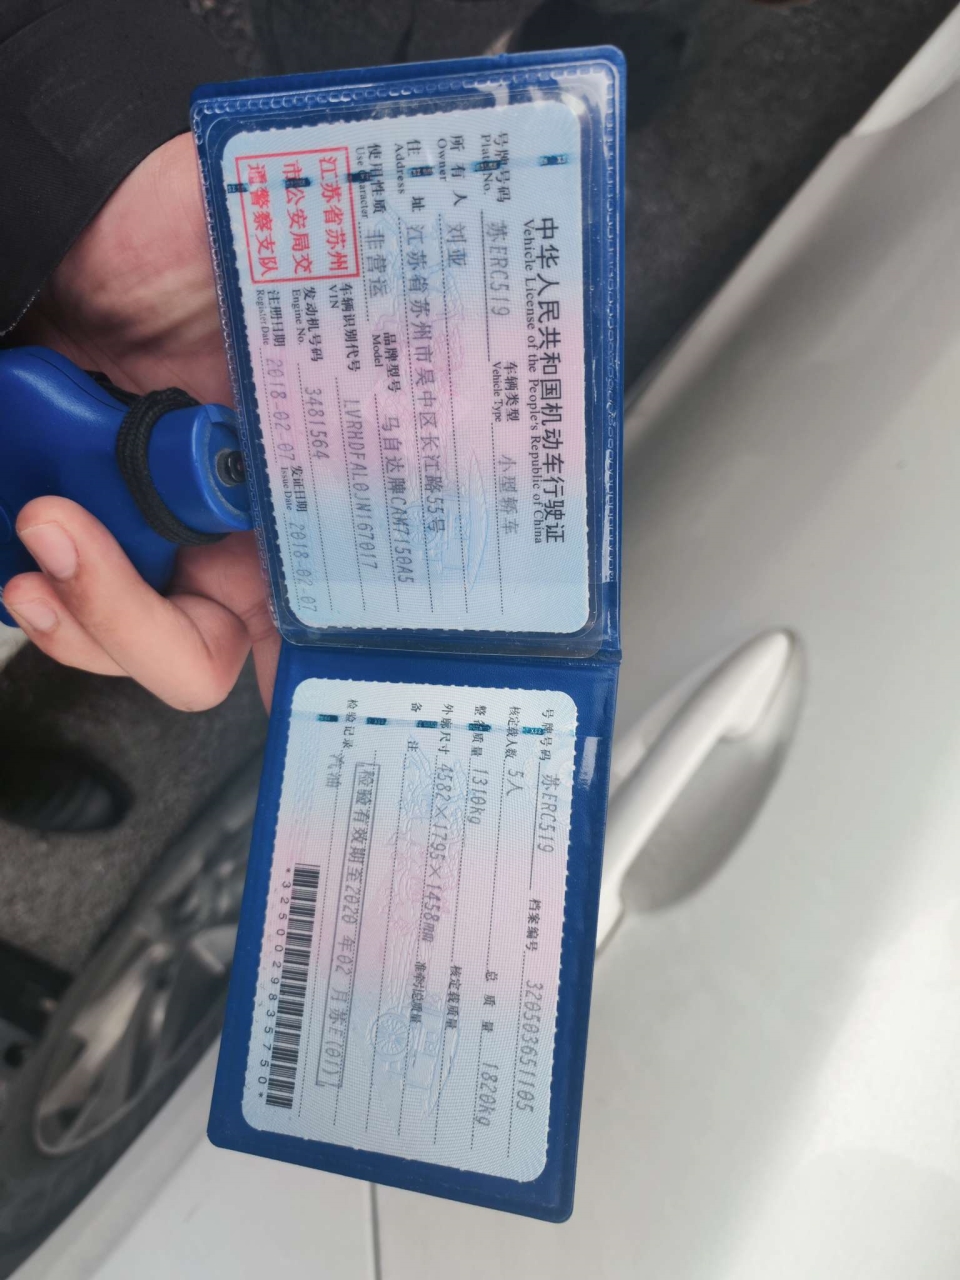 中华人民共和国机动车行驶证
Vehicle License of the People's Republic of China
号牌号码 苏ERC519 车辆类型 小型轿车
Plate No. Vehicle Type
所有人 刘亚
Owner
住址 江苏省苏州市吴中区长江路55号
Address
使用性质 非营运 品牌型号 马自达牌CAM7150A5
Use Character Model
江苏省苏州
市公安局交
通警察支队
车辆识别代号 LVRHDFAL0JN167017
VIN
发动机号码 3481564
Engine No.
注册日期 2018-02-07 发证日期 2018-02-07
Register Date Issue Date
号牌号码 苏ERC519 档案编号 320503651105
核定载人数 5人 总质量 1820kg
整备质量 1310kg 核定载质量
外廓尺寸 4582×1795×1458 准牵引总质量
备注
检验有效期至2020年02月苏E(01)
检验记录 汽油
*3250029835750*